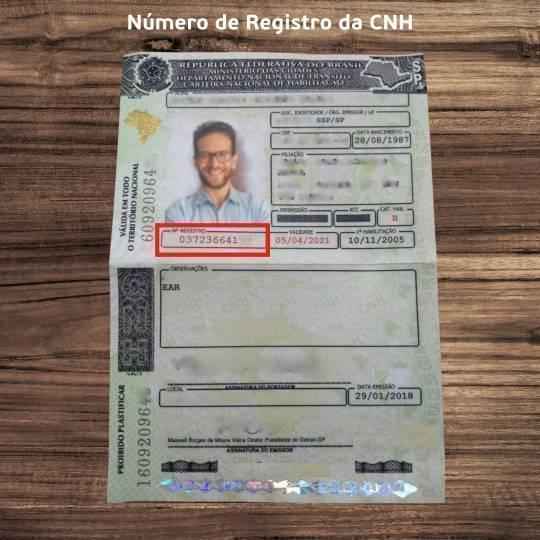 Número de Registro da CNH
REPÚBLICA FEDERATIVA DO BRASIL
MINISTÉRIO DAS CIDADES
DEPARTAMENTO NACIONAL DE TRÂNSITO
CARTEIRA NACIONAL DE HABILITAÇÃO
SP
DOC. IDENTIDADE / ÓRG. EMISSOR / UF
SSP/SP
CPF
DATA NASCIMENTO
28/08/1987
FILIAÇÃO
PERMISSÃO
ACC
CAT. HAB.
B
Nº REGISTRO
037236641
VALIDADE
05/04/2021
1ª HABILITAÇÃO
10/11/2005
VÁLIDA EM TODO
O TERRITÓRIO NACIONAL
60920964
OBSERVAÇÕES
EAR
ASSINATURA DO PORTADOR
LOCAL
DATA EMISSÃO
29/01/2018
Maxwell Borges de Moura Vieira Diretor Presidente do Detran-SP
ASSINATURA DO EMISSOR
PROIBIDO PLASTIFICAR